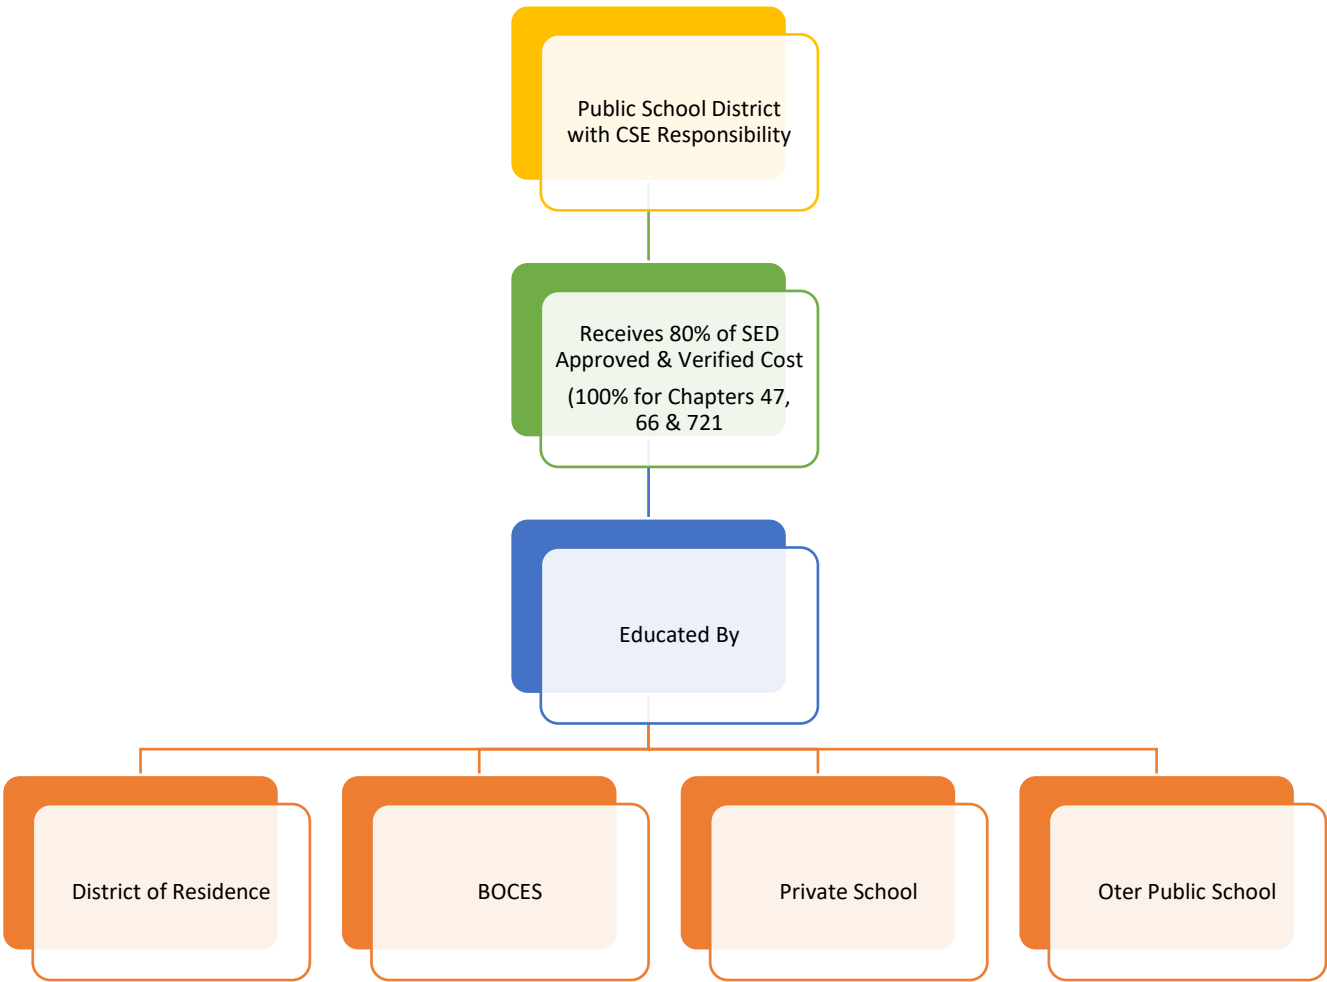 Public School District
with CSE Responsibility
Receives 80% of SED
Approved & Verified Cost
(100% for Chapters 47,
66 & 721
Educated By
District of Residence
BOCES
Private School
Oter Public School